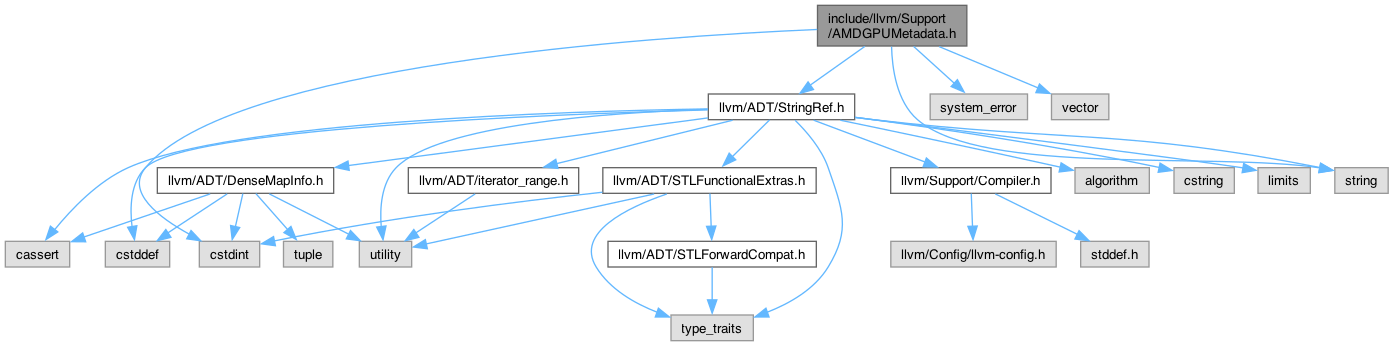 include/llvm/Support
/AMDGPUMetadata.h
llvm/ADT/StringRef.h
system_error
vector
llvm/ADT/DenseMapInfo.h
llvm/ADT/iterator_range.h
llvm/ADT/STLFunctionalExtras.h
llvm/Support/Compiler.h
algorithm
cstring
limits
string
cassert
cstddef
cstdint
tuple
utility
llvm/ADT/STLForwardCompat.h
llvm/Config/llvm-config.h
stddef.h
type_traits